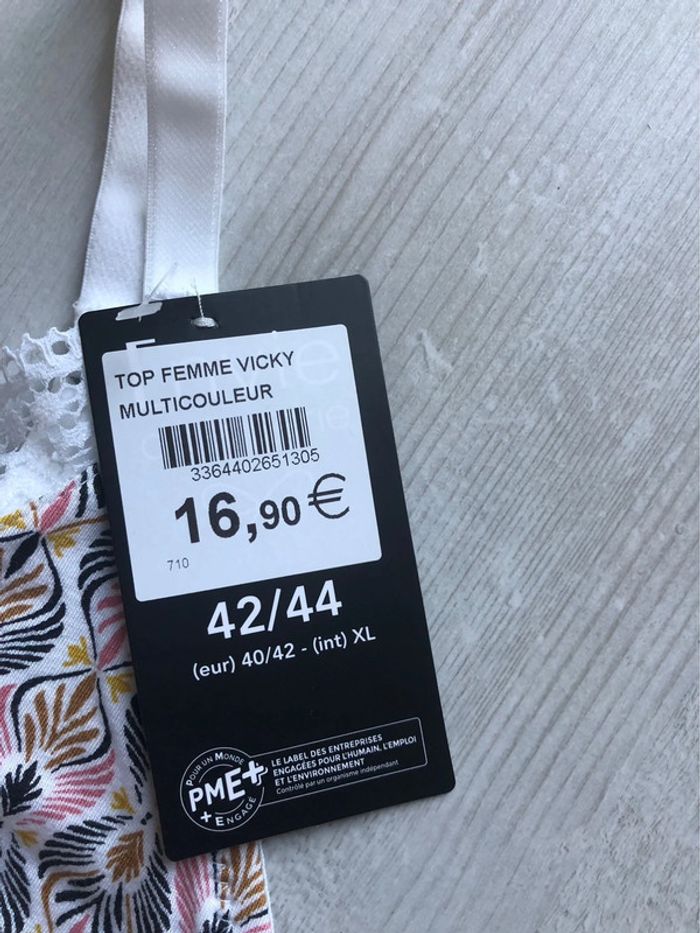 TOP FEMME VICKY
MULTICOULEUR
3364402651305
16,90€
710
42/44
(eur) 40/42 - (int) XL
POUR UN MONDE
PME+
+ ENGAGÉ
LE LABEL DES ENTREPRISES
ENGAGÉES POUR L'HUMAIN, L'EMPLOI
ET L'ENVIRONNEMENT
Contrôlé par un organisme indépendant